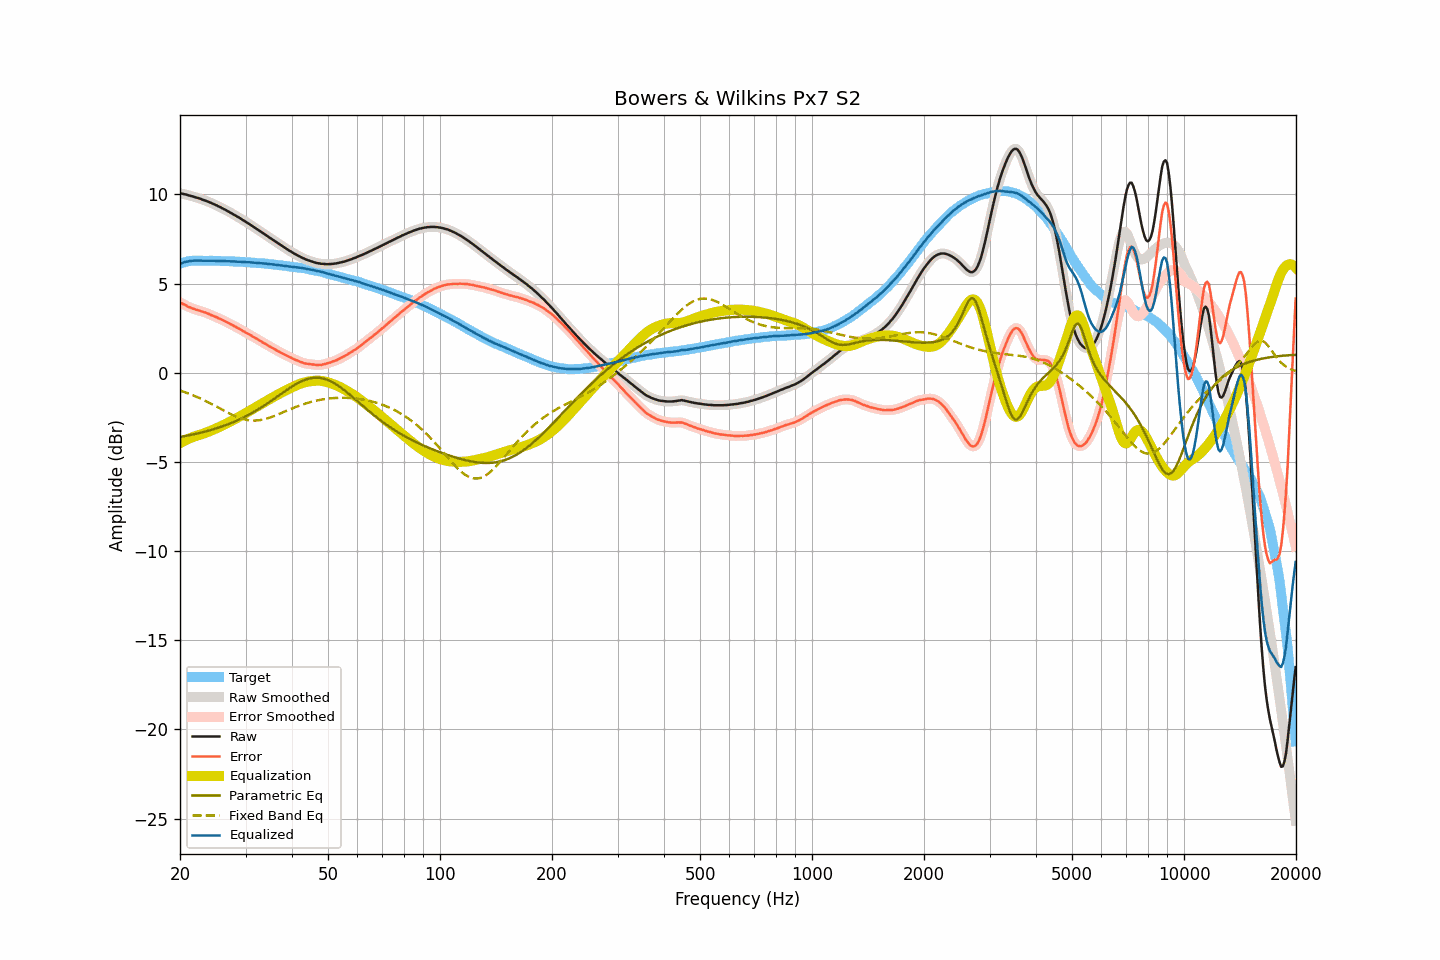 Bowers & Wilkins Px7 S2
Amplitude (dBr)
10
5
0
−5
−10
−15
−20
−25
Target
Raw Smoothed
Error Smoothed
Raw
Error
Equalization
Parametric Eq
Fixed Band Eq
Equalized
20 50 100 200 500 1000 2000 5000 10000 20000
Frequency (Hz)